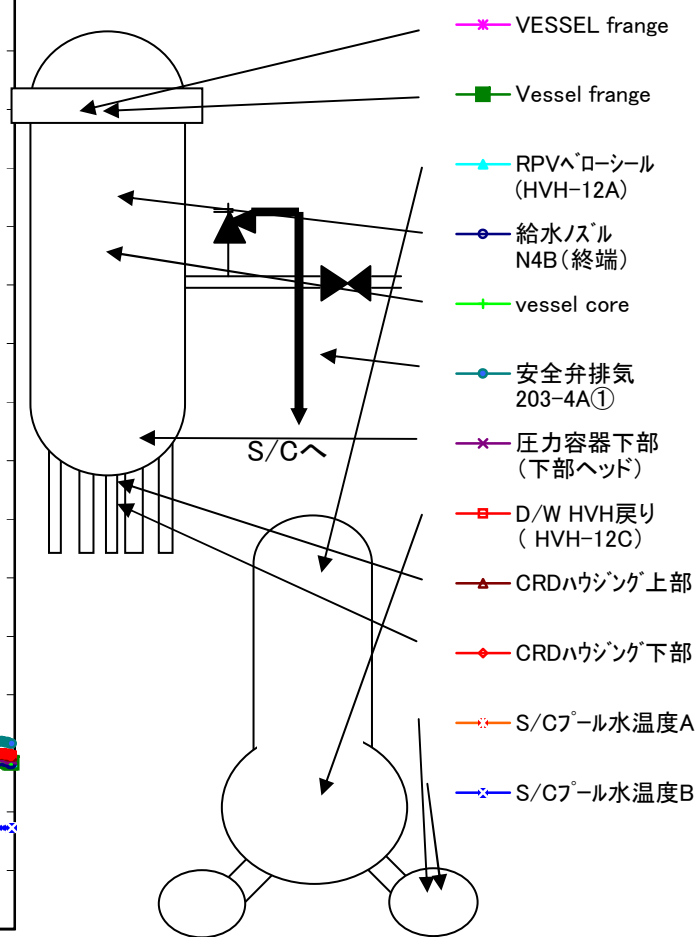 VESSEL frange
Vessel frange
RPVベローシール
(HVH-12A)
給水ノズル
N4B(終端)
vessel core
安全弁排気
203-4A①
圧力容器下部
(下部ヘッド)
D/W HVH戻り
( HVH-12C)
CRDハウジング上部
CRDハウジング下部
S/Cプール水温度A
S/Cプール水温度B
S/Cへ